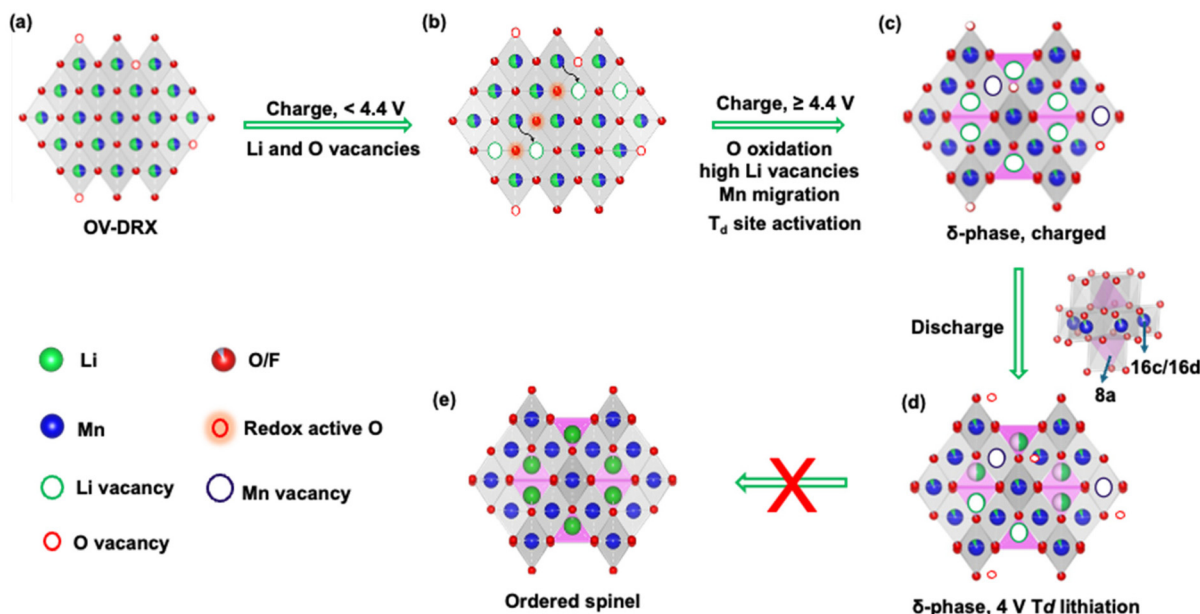 (a)
(b)
(c)
Charge, < 4.4 V
Li and O vacancies
Charge, ≥ 4.4 V
O oxidation
high Li vacancies
Mn migration
Td site activation
OV-DRX
δ-phase, charged
Discharge
16c/16d
8a
Li
O/F
Mn
Redox active O
Li vacancy
Mn vacancy
O vacancy
(e)
(d)
X
Ordered spinel
δ-phase, 4 V Td lithiation